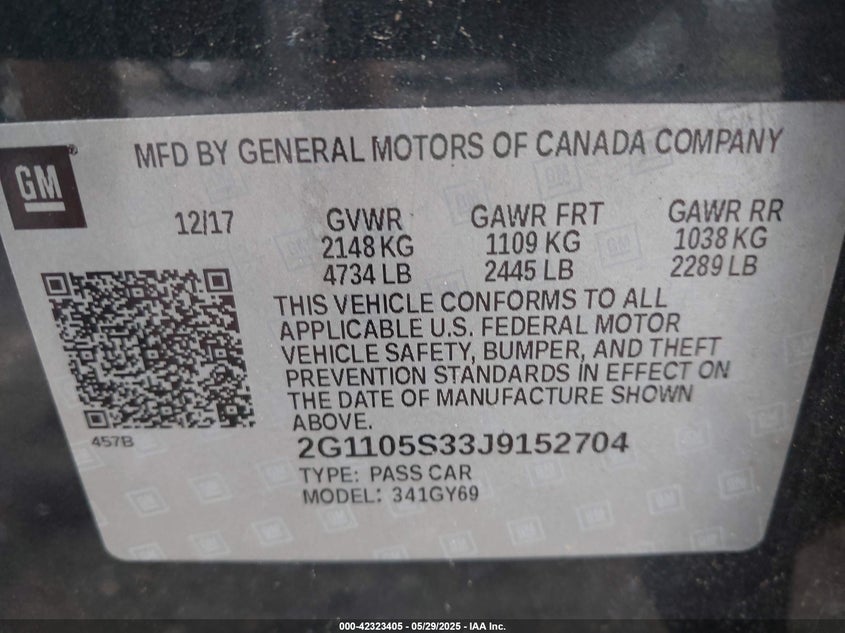 MFD BY GENERAL MOTORS OF CANADA COMPANY
GM
12/17
GVWR
2148 KG
4734 LB
GAWR FRT
1109 KG
2445 LB
GAWR RR
1038 KG
2289 LB
THIS VEHICLE CONFORMS TO ALL
APPLICABLE U.S. FEDERAL MOTOR
VEHICLE SAFETY, BUMPER, AND THEFT
PREVENTION STANDARDS IN EFFECT ON
THE DATE OF MANUFACTURE SHOWN
ABOVE.
457B
2G1105S33J9152704
TYPE: PASS CAR
MODEL: 341GY69
000-42323405 - 05/29/2025 - IAA Inc.